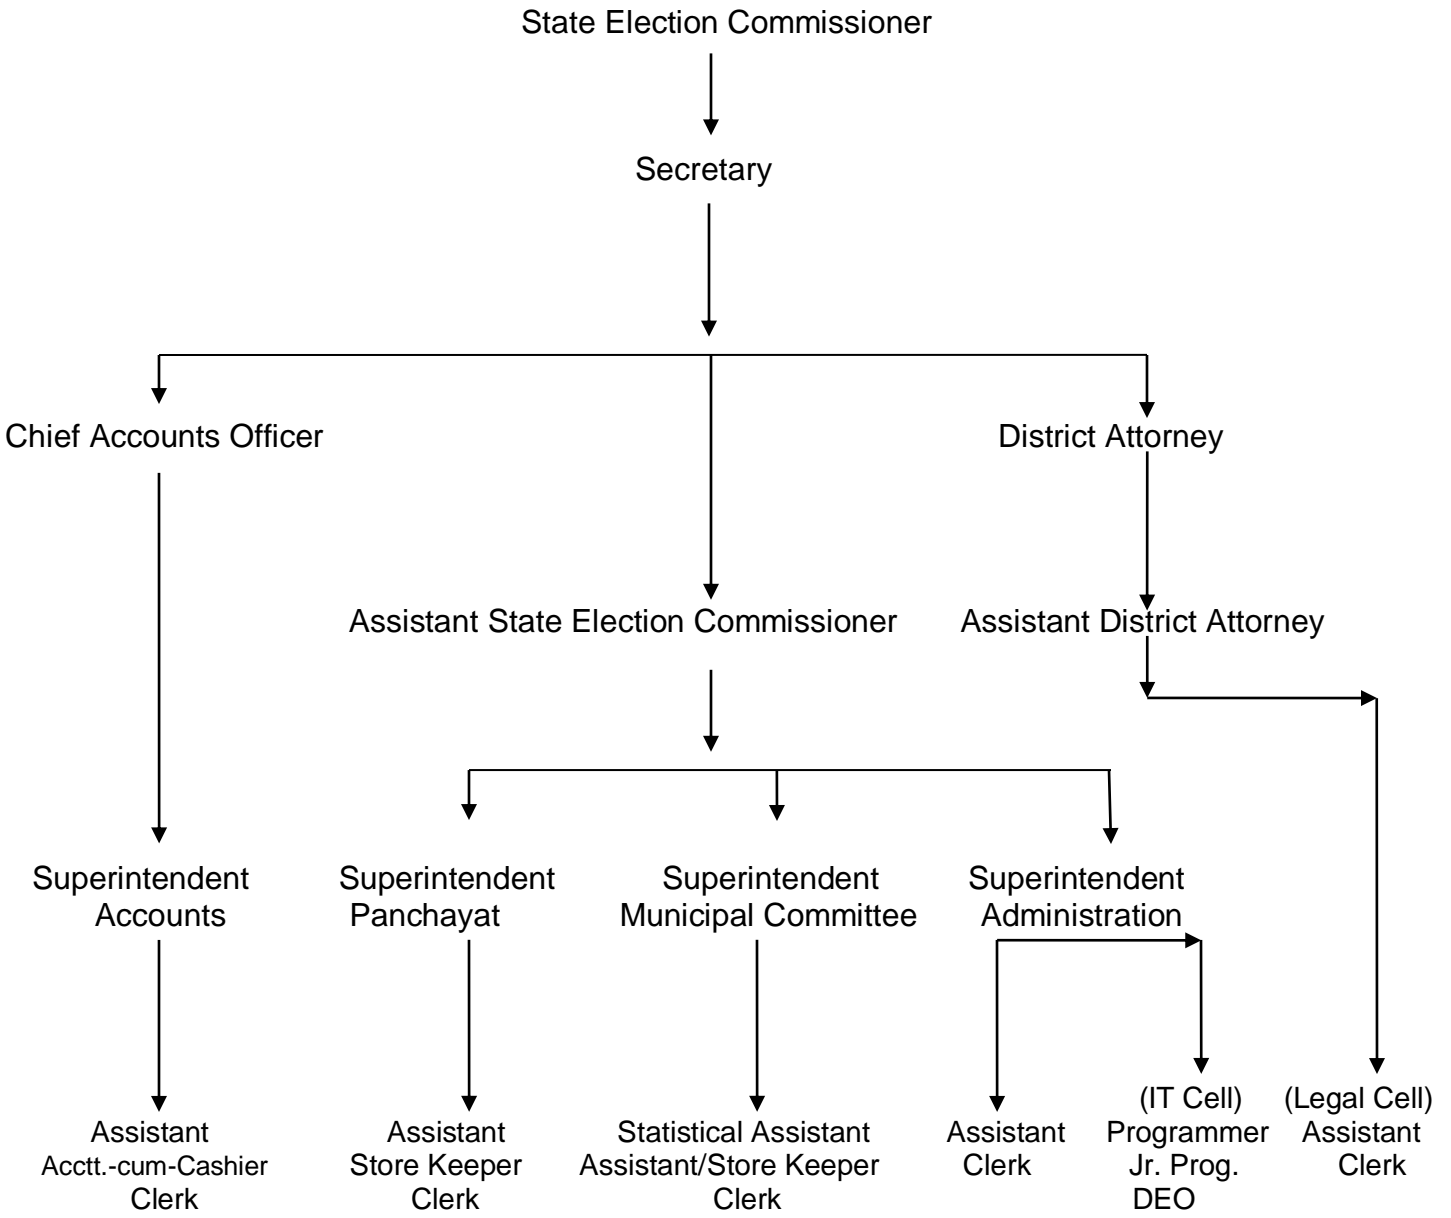 State Election Commissioner
Secretary
Chief Accounts Officer
District Attorney
Assistant State Election Commissioner
Assistant District Attorney
Superintendent
Accounts
Superintendent
Panchayat
Superintendent
Municipal Committee
Superintendent
Administration
Assistant
Acctt.-cum-Cashier
Clerk
Assistant
Store Keeper
Clerk
Statistical Assistant
Assistant/Store Keeper
Clerk
Assistant
Clerk
(IT Cell)
Programmer
Jr. Prog.
DEO
(Legal Cell)
Assistant
Clerk